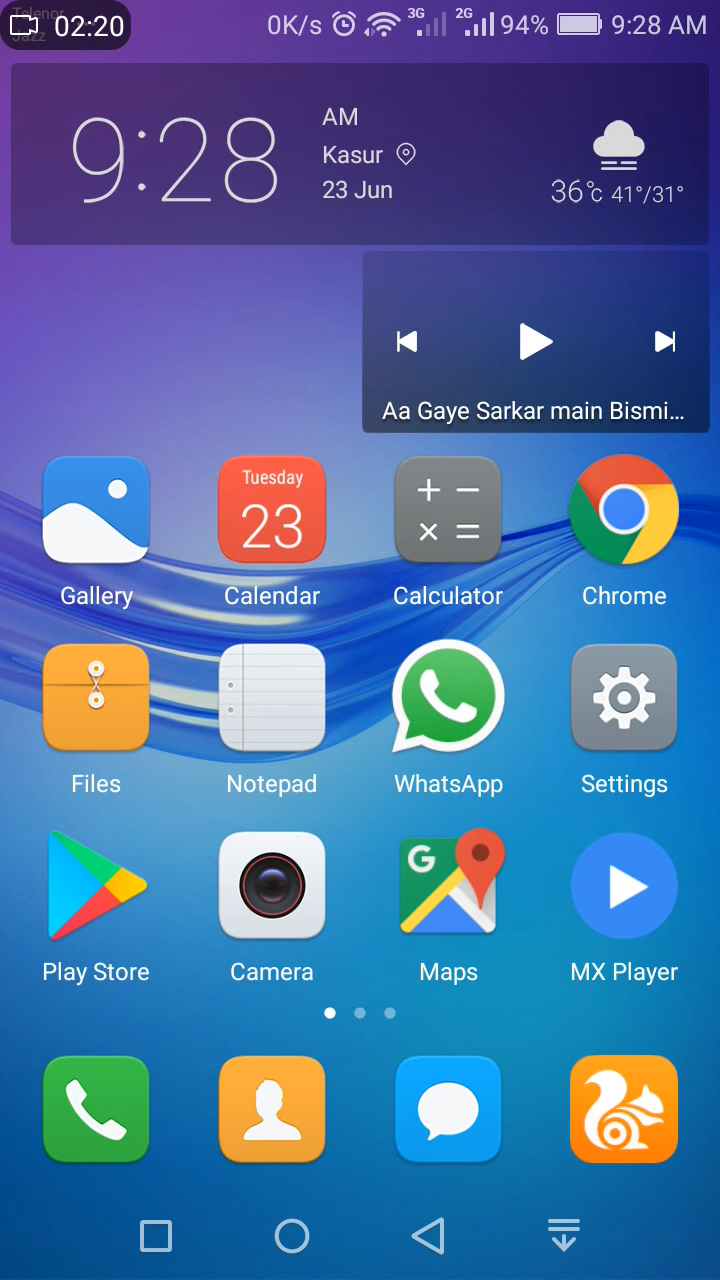 Telenor
Jazz
02:20
0K/s 3G 2G 94% 9:28 AM
9:28
AM
Kasur
23 Jun
36°c 41°/31°
Aa Gaye Sarkar main Bismi...
Tuesday
23
Gallery Calendar Calculator Chrome
Files Notepad WhatsApp Settings
G
Play Store Camera Maps MX Player